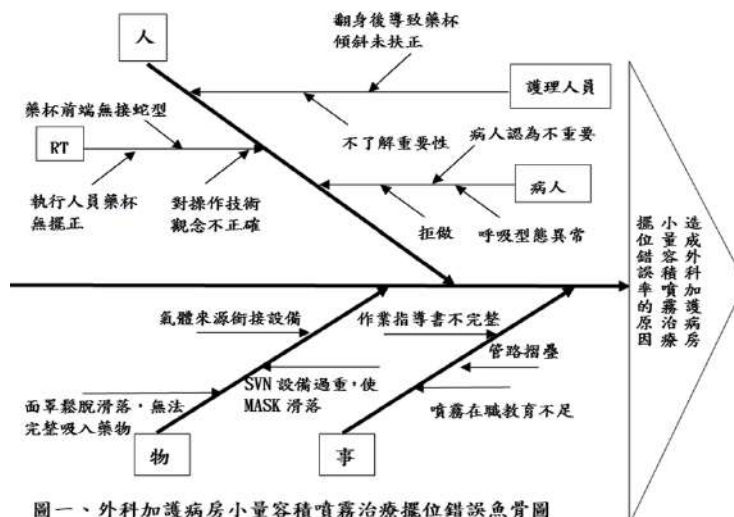 人
翻身後導致藥杯
傾斜未扶正
護理人員
藥杯前端無接蛇型
不了解重要性
病人認為不重要
RT
執行人員藥杯
無擺正
對操作技術
觀念不正確
病人
拒做
呼吸型態異常
造成外科加護病房
小量容積噴霧治療
擺位錯誤率的原因
氣體來源銜接設備
作業指導書不完整
管路摺疊
SVN 設備過重,使
MASK 滑落
面罩鬆脫滑落,無法
完整吸入藥物
噴霧在職教育不足
物
事
圖一、外科加護病房小量容積噴霧治療擺位錯誤魚骨圖